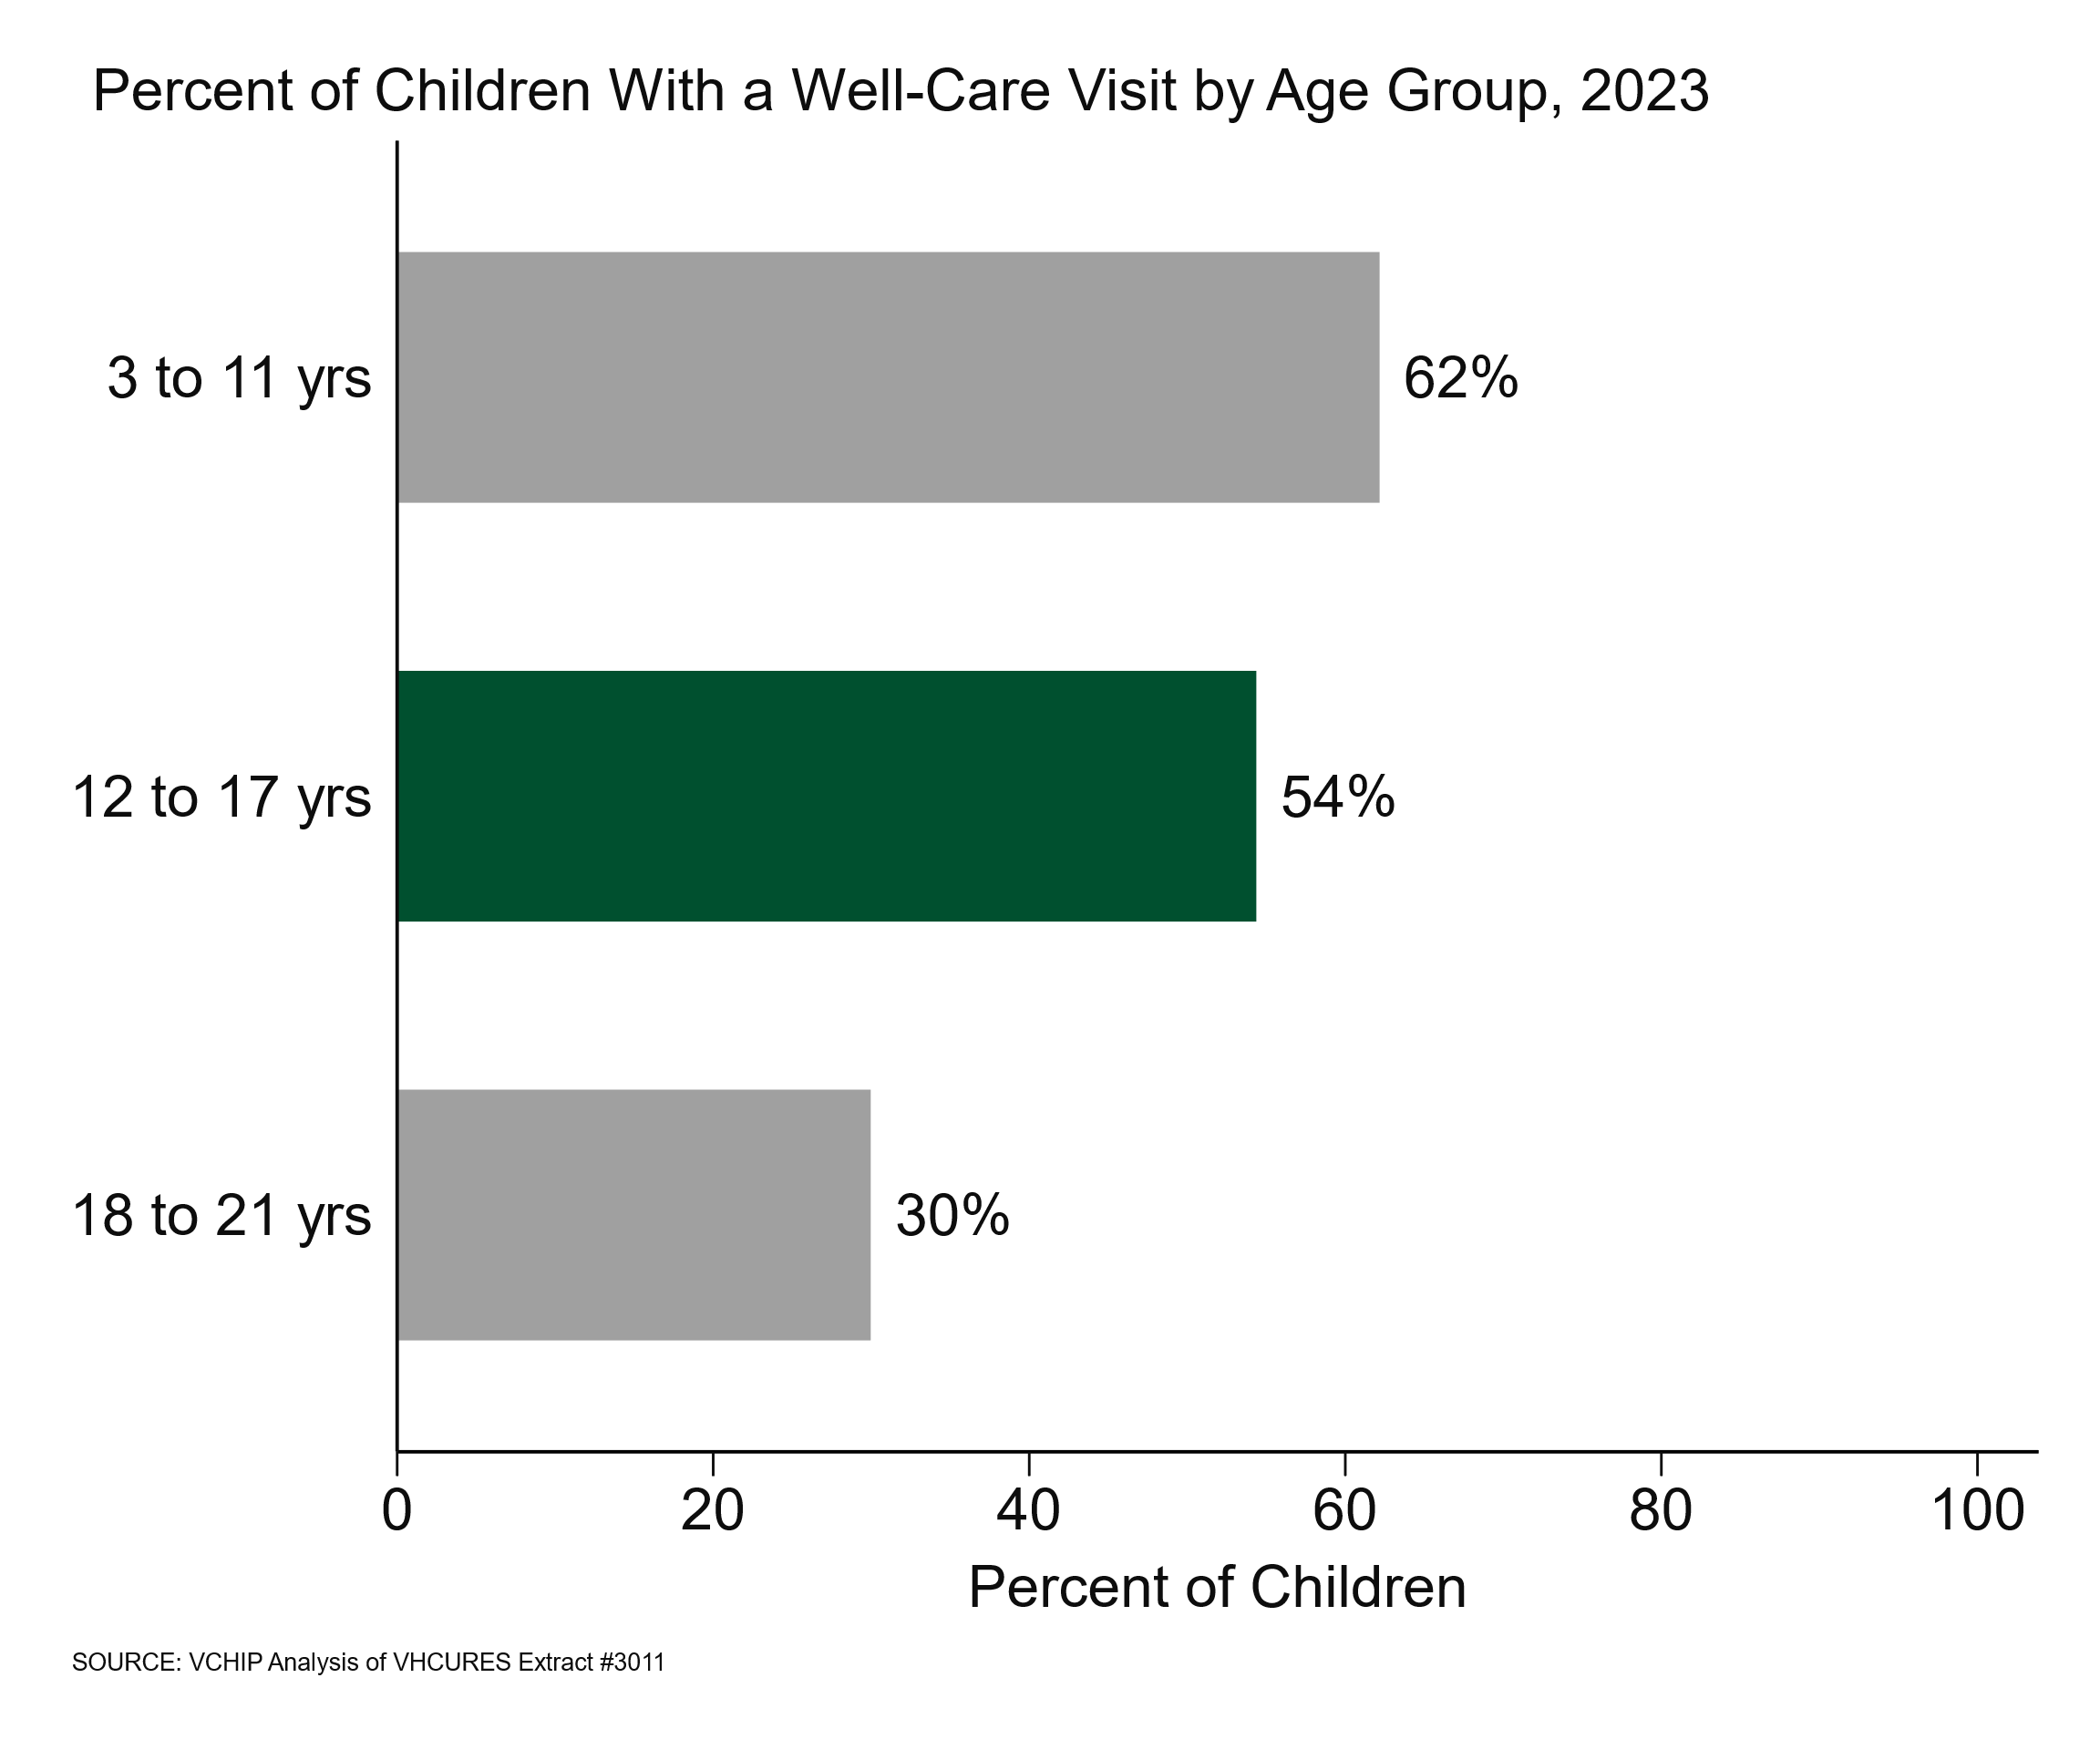 Percent of Children With a Well-Care Visit by Age Group, 2023
3 to 11 yrs 62%
12 to 17 yrs 54%
18 to 21 yrs 30%
0 20 40 60 80 100
Percent of Children
SOURCE: VCHIP Analysis of VHCURES Extract #3011